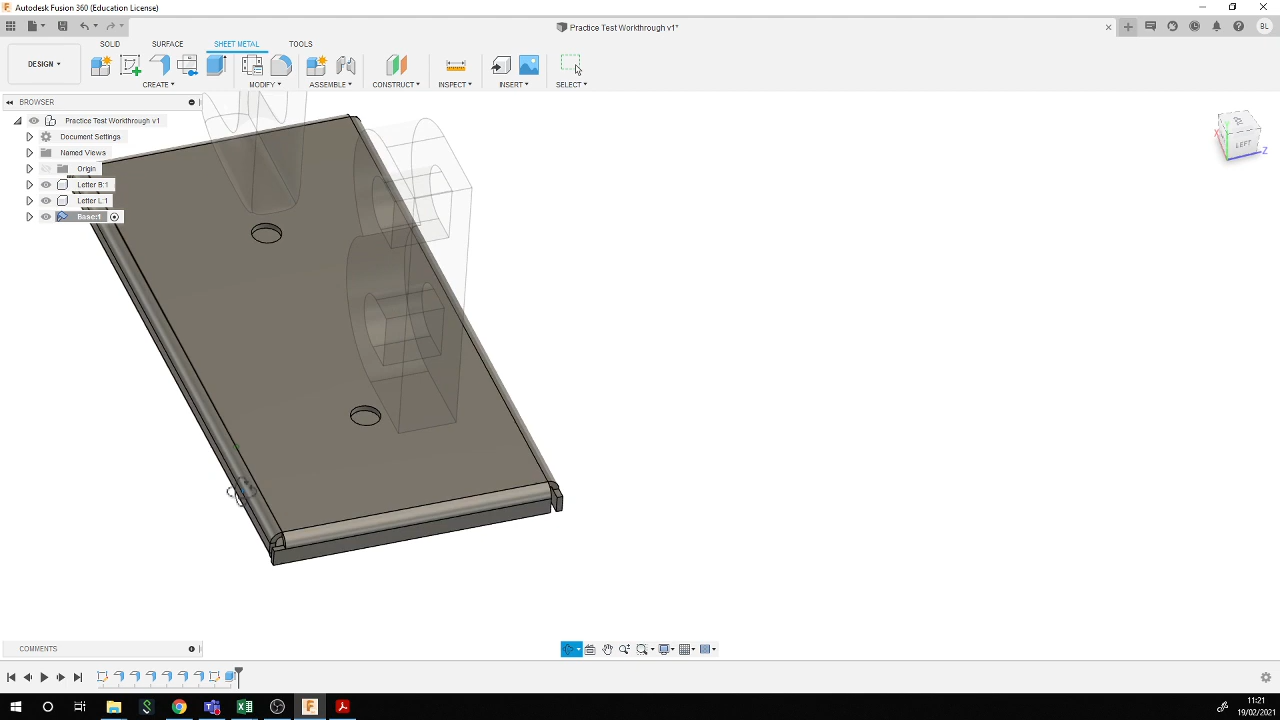 Autodesk Fusion 360 (Education License)
Practice Test Workthrough v1*
BL
SOLID SURFACE SHEET METAL TOOLS
DESIGN
CREATE MODIFY ASSEMBLE CONSTRUCT INSPECT INSERT SELECT
BROWSER
Practice Test Workthrough v1
Document Settings
Named Views
Origin
Letter B:1
Letter L:1
Base:1
LEFT
X
Y
Z
COMMENTS
11:21
19/02/2021